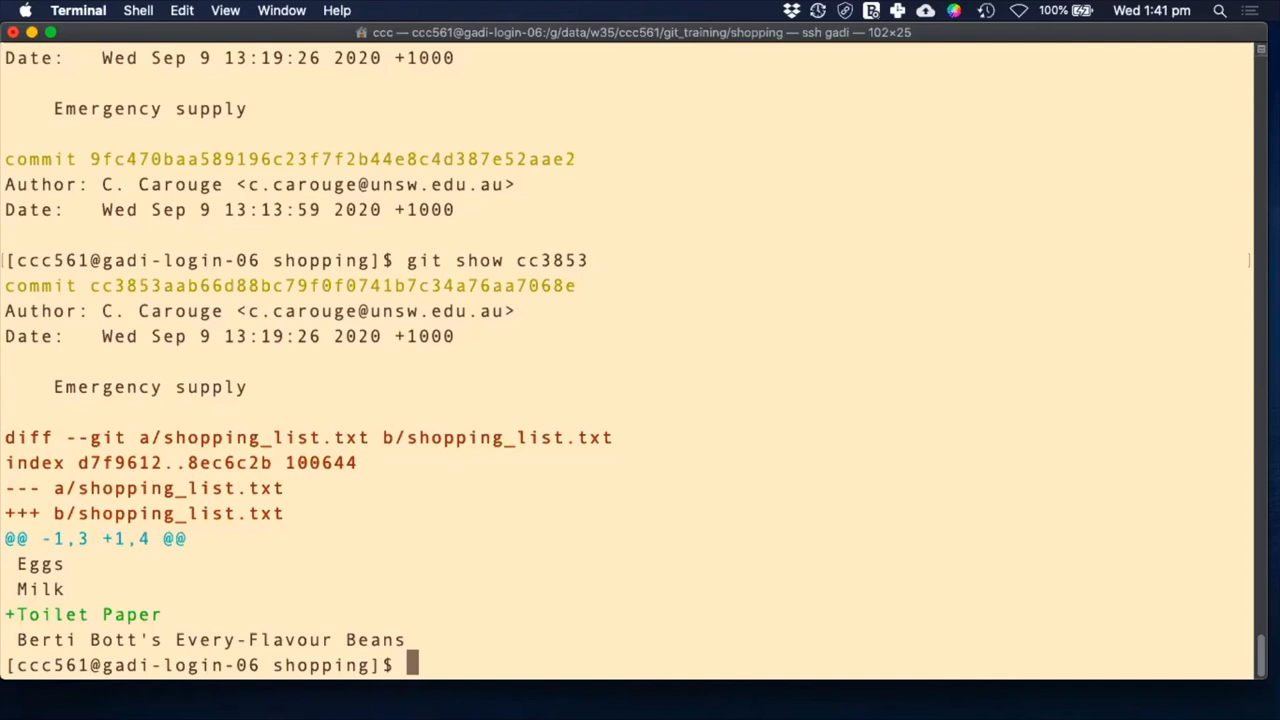 Terminal Shell Edit View Window Help 100% Wed 1:41 pm
ccc — ccc561@gadi-login-06:/g/data/w35/ccc561/git_training/shopping — ssh gadi — 102×25
Date:   Wed Sep 9 13:19:26 2020 +1000
    Emergency supply
commit 9fc470baa589196c23f7f2b44e8c4d387e52aae2
Author: C. Carouge <c.carouge@unsw.edu.au>
Date:   Wed Sep 9 13:13:59 2020 +1000
[ccc561@gadi-login-06 shopping]$ git show cc3853
commit cc3853aab66d88bc79f0f0741b7c34a76aa7068e
Author: C. Carouge <c.carouge@unsw.edu.au>
Date:   Wed Sep 9 13:19:26 2020 +1000
    Emergency supply
diff --git a/shopping_list.txt b/shopping_list.txt
index d7f9612..8ec6c2b 100644
--- a/shopping_list.txt
+++ b/shopping_list.txt
@@ -1,3 +1,4 @@
 Eggs
 Milk
+Toilet Paper
 Berti Bott's Every-Flavour Beans
[ccc561@gadi-login-06 shopping]$